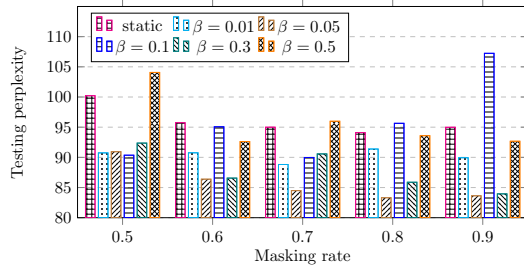 static β = 0.01 β = 0.05
β = 0.1 β = 0.3 β = 0.5
Testing perplexity
110
105
100
95
90
85
80
0.5 0.6 0.7 0.8 0.9
Masking rate